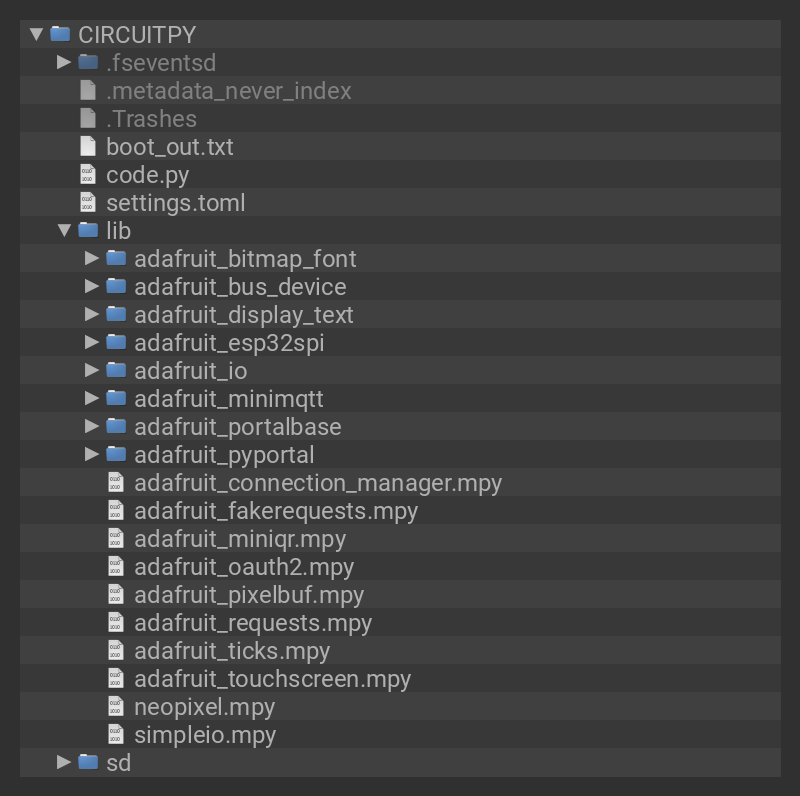 CIRCUITPY
.fseventsd
.metadata_never_index
.Trashes
boot_out.txt
code.py
settings.toml
lib
adafruit_bitmap_font
adafruit_bus_device
adafruit_display_text
adafruit_esp32spi
adafruit_io
adafruit_minimqtt
adafruit_portalbase
adafruit_pyportal
adafruit_connection_manager.mpy
adafruit_fakerequests.mpy
adafruit_miniqr.mpy
adafruit_oauth2.mpy
adafruit_pixelbuf.mpy
adafruit_requests.mpy
adafruit_ticks.mpy
adafruit_touchscreen.mpy
neopixel.mpy
simpleio.mpy
sd